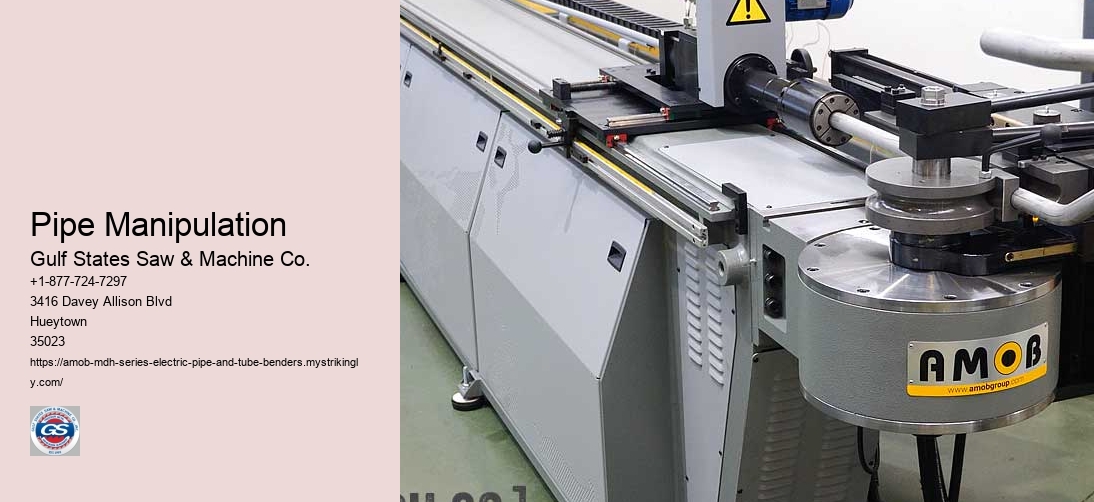 Pipe Manipulation
Gulf States Saw & Machine Co.
+1-877-724-7297
3416 Davey Allison Blvd
Hueytown
35023
https://amob-mdh-series-electric-pipe-and-tube-benders.mystrikingl
y.com/
GS
AMOB
www.amobgroup.com